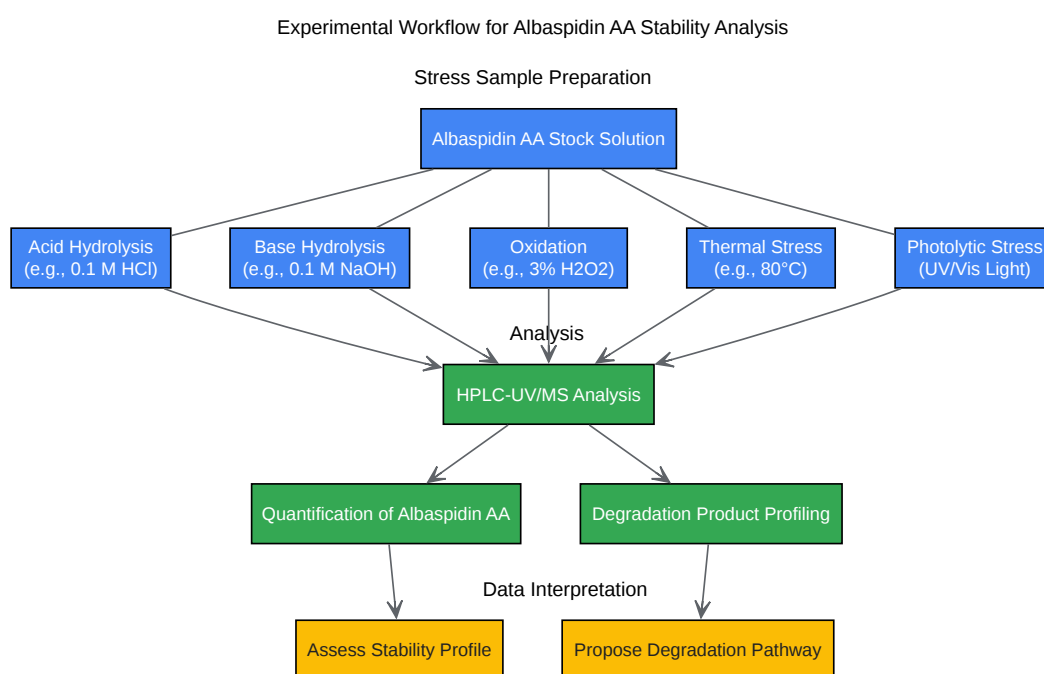 Experimental Workflow for Albaspidin AA Stability Analysis
Stress Sample Preparation
Albaspidin AA Stock Solution
Acid Hydrolysis
(e.g., 0.1 M HCl)
Base Hydrolysis
(e.g., 0.1 M NaOH)
Oxidation
(e.g., 3% H2O2)
Thermal Stress
(e.g., 80°C)
Photolytic Stress
(UV/Vis Light)
Analysis
HPLC-UV/MS Analysis
Quantification of Albaspidin AA
Degradation Product Profiling
Data Interpretation
Assess Stability Profile
Propose Degradation Pathway